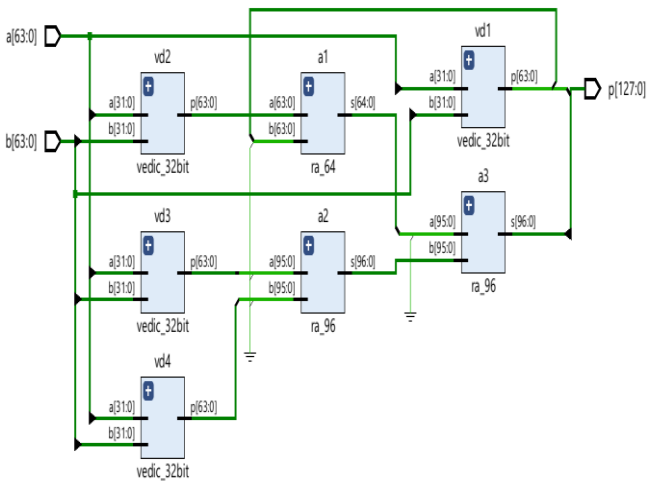 a[63:0]
b[63:0]
vd2
a[31:0]
b[31:0]
p[63:0]
vedic_32bit
a1
a[63:0]
b[63:0]
s[64:0]
ra_64
vd1
a[31:0]
b[31:0]
p[63:0]
vedic_32bit
p[127:0]
vd3
a[31:0]
b[31:0]
p[63:0]
vedic_32bit
a2
a[95:0]
b[95:0]
s[96:0]
ra_96
a3
a[95:0]
b[95:0]
s[96:0]
ra_96
vd4
a[31:0]
b[31:0]
p[63:0]
vedic_32bit